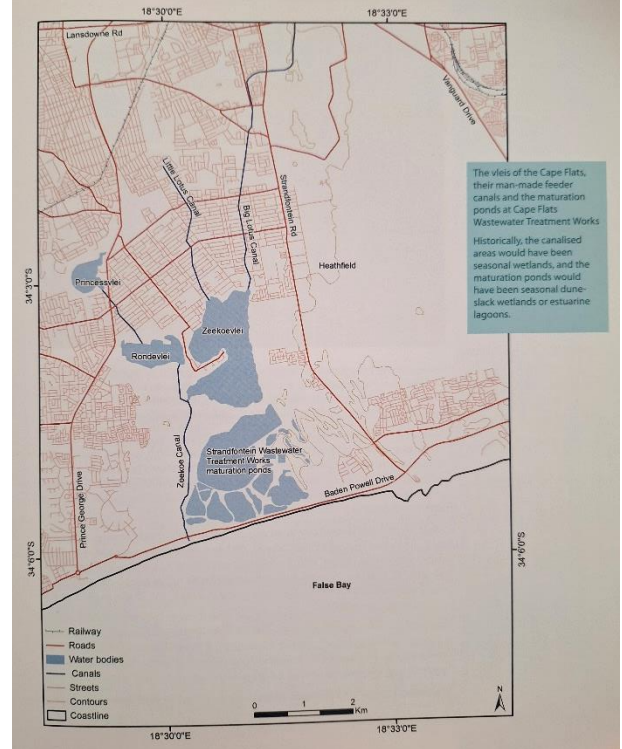 18°30'0"E
18°33'0"E
Lansdowne Rd
Vanguard Drive
The vleis of the Cape Flats,
their man-made feeder
canals and the maturation
ponds at Cape Flats
Wastewater Treatment Works
Historically, the canalised
areas would have been
seasonal wetlands, and the
maturation ponds would
have been seasonal dune-
slack wetlands or estuarine
lagoons.
Little Lotus Canal
Big Lotus Canal
Strandfontein Rd
Heathfield
34°3'0"S
Princessvlei
Zeekoevlei
Rondevlei
Strandfontein Wastewater
Treatment Works
maturation ponds
Zeekoe Canal
Baden Powell Drive
Prince George Drive
34°6'0"S
34°6'0"S
False Bay
Railway
Roads
Water bodies
Canals
Streets
Contours
Coastline
0 1 2
Km
N
18°30'0"E
18°33'0"E